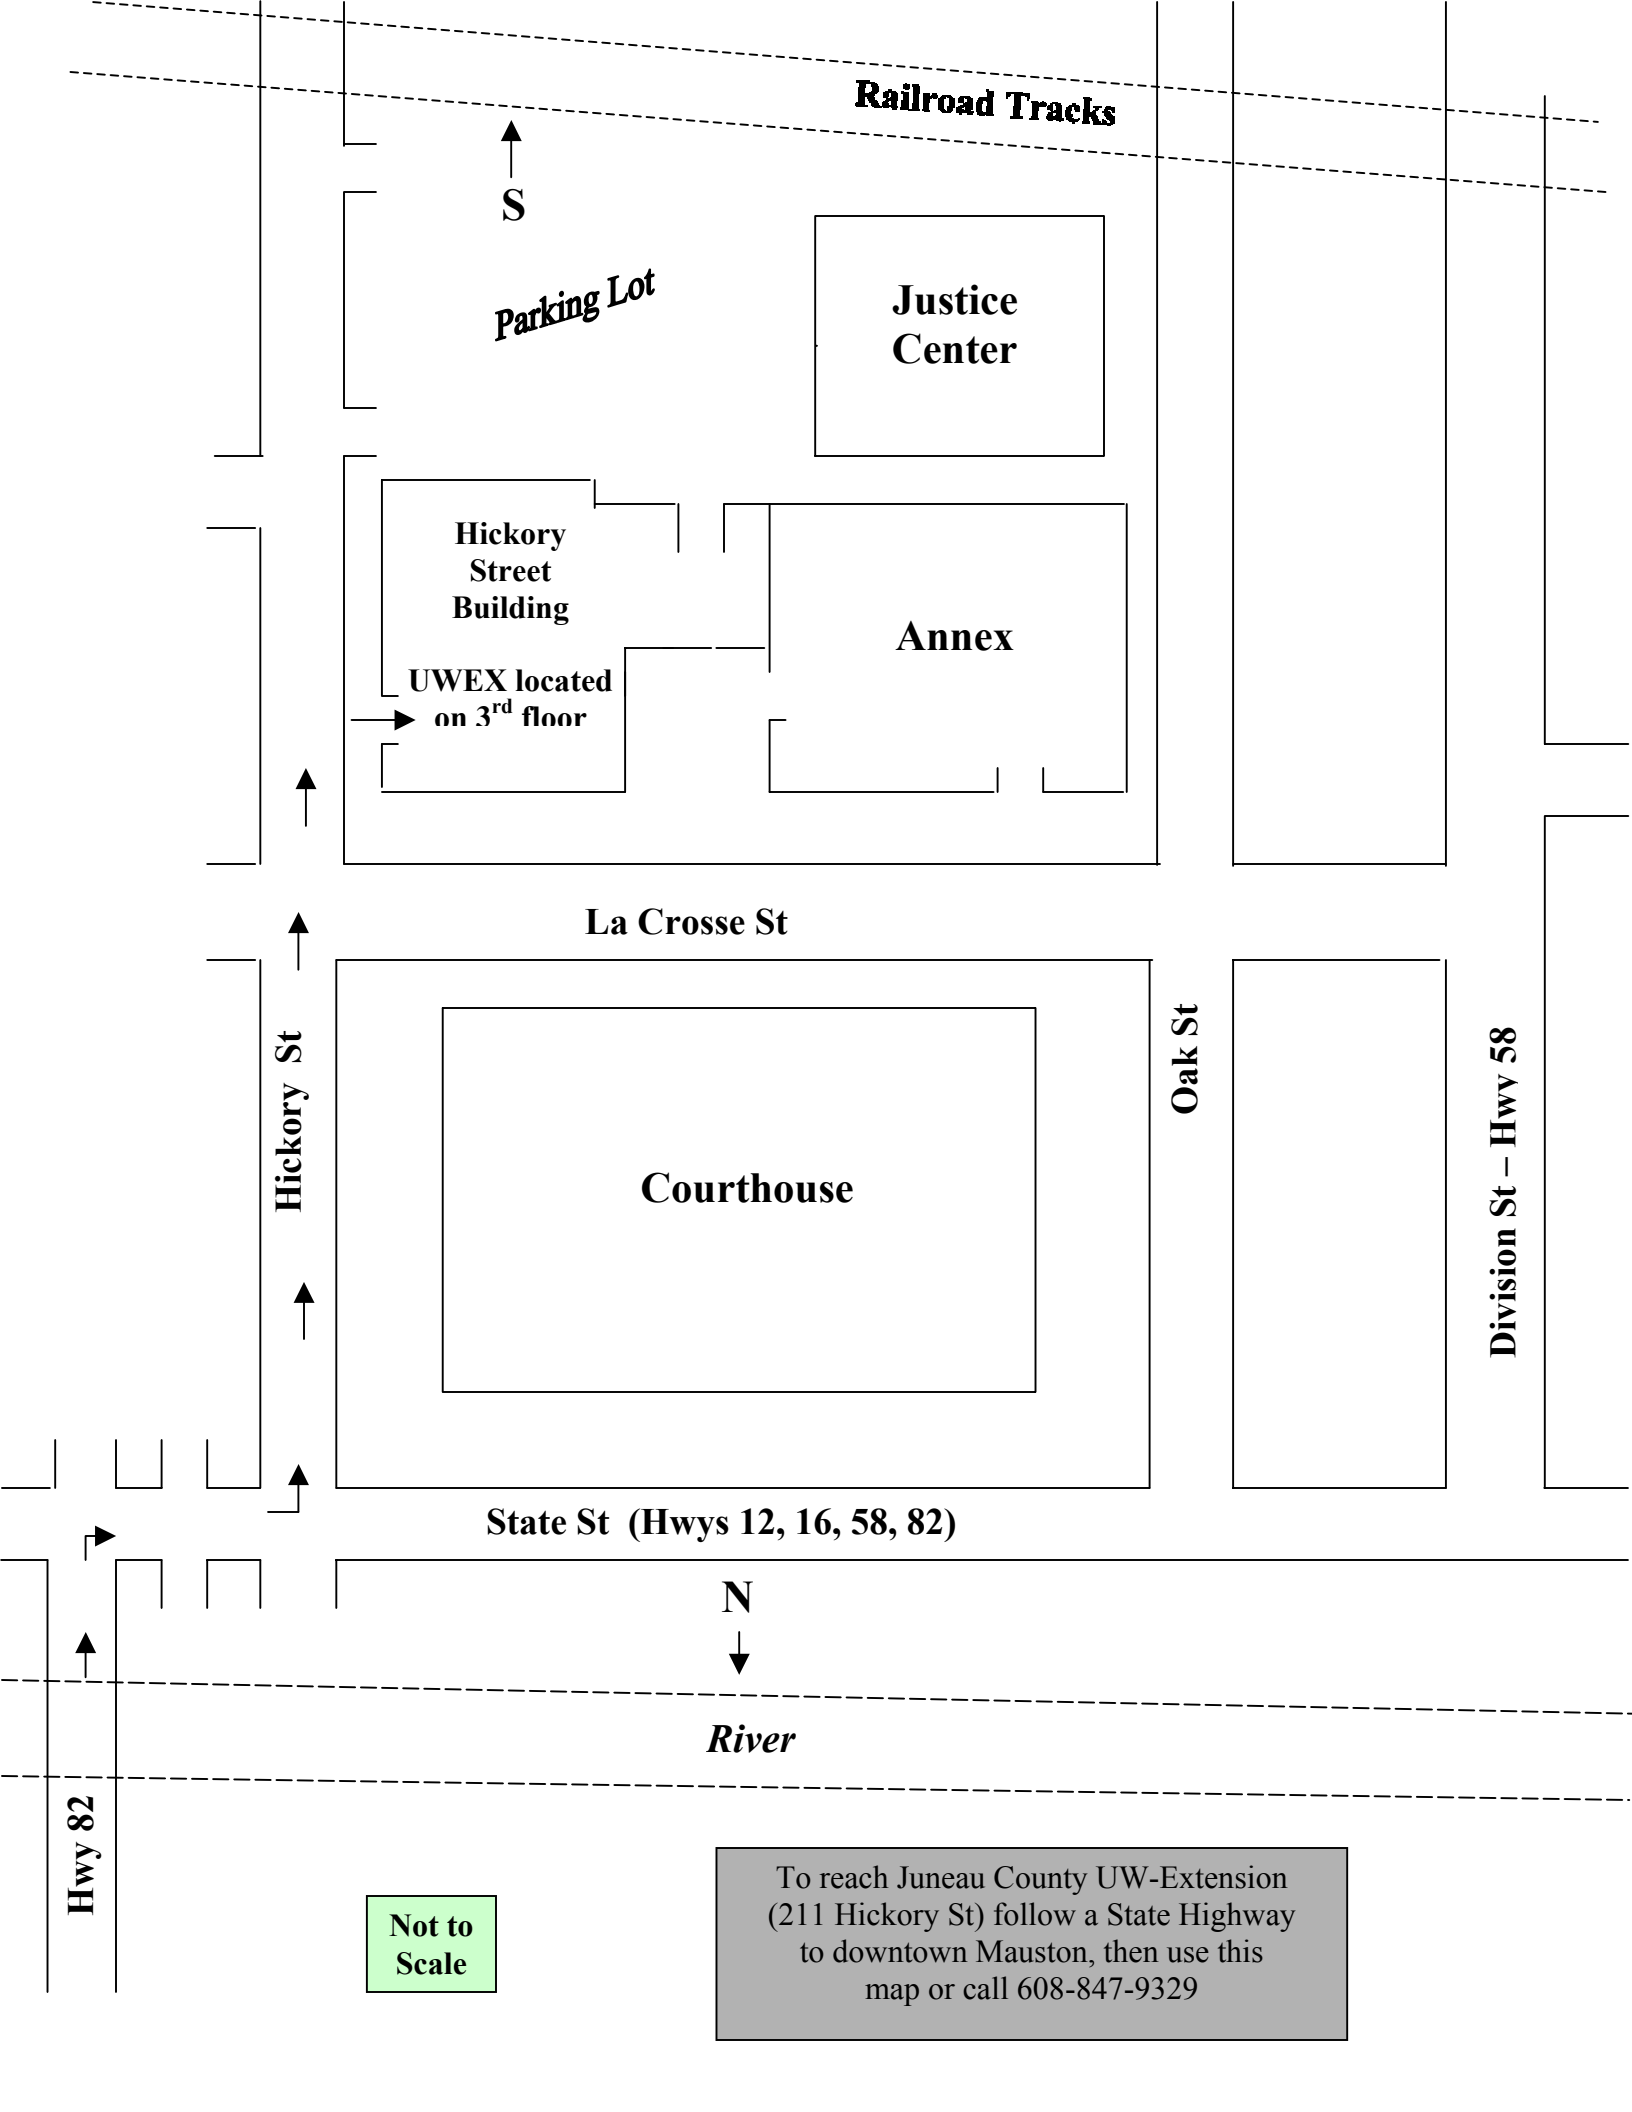 Railroad Tracks
S
Parking Lot
Justice
Center
Hickory
Street
Building
UWEX located
on 3rd floor
Annex
La Crosse St
Hickory St
Oak St
Division St – Hwy 58
Courthouse
State St (Hwys 12, 16, 58, 82)
N
River
Hwy 82
Not to
Scale
To reach Juneau County UW-Extension
(211 Hickory St) follow a State Highway
to downtown Mauston, then use this
map or call 608-847-9329